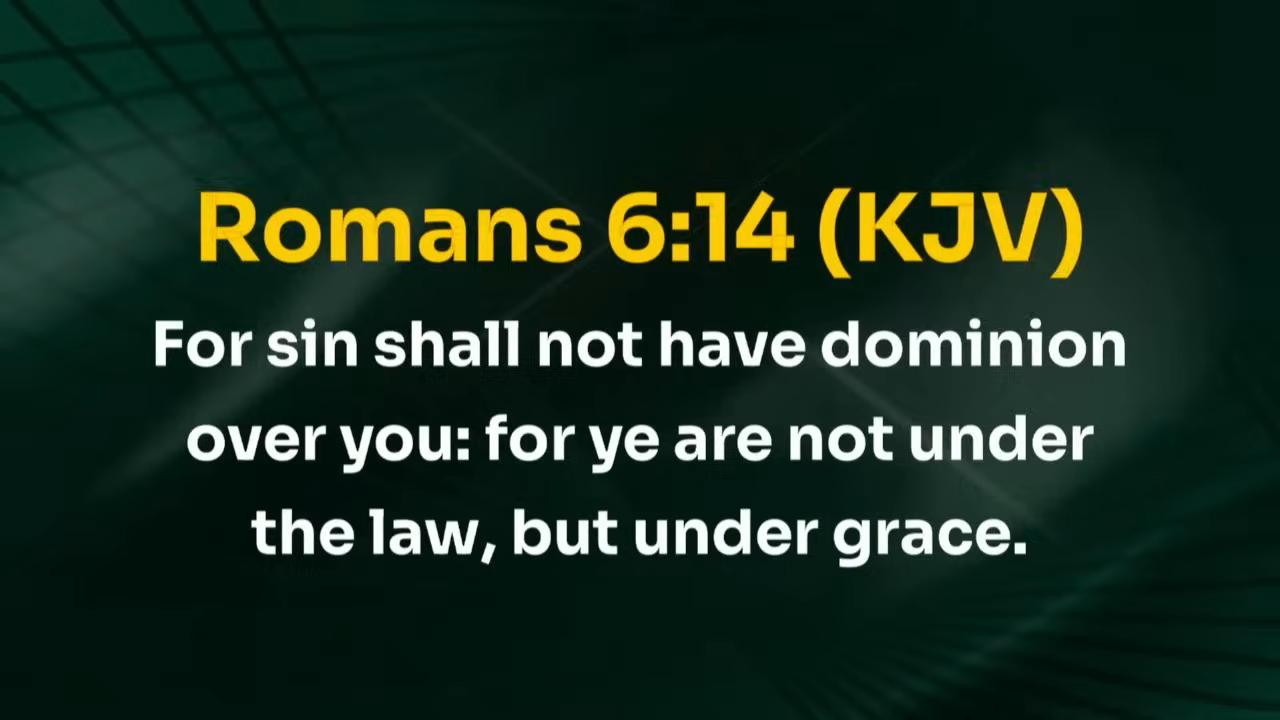 Romans 6:14 (KJV)
For sin shall not have dominion
over you: for ye are not under
the law, but under grace.